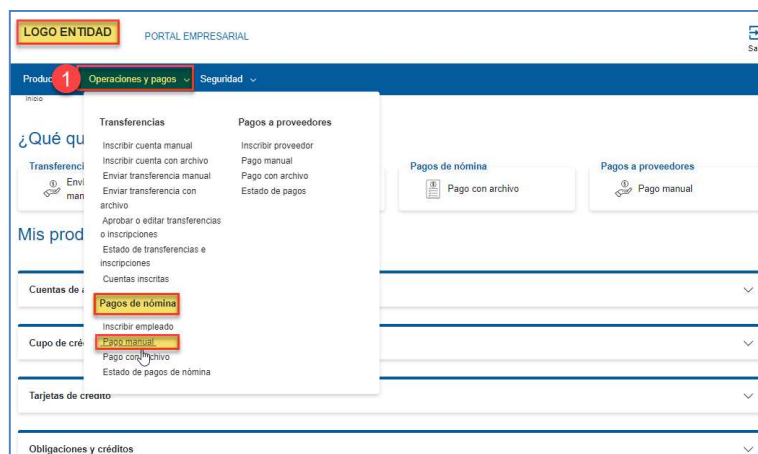 LOGO ENTIDAD
PORTAL EMPRESARIAL
Sa
Produc
1
Operaciones y pagos
Seguridad
Inicio
¿Qué qu
Transferenci
Envi
man
Transferencias
Inscribir cuenta manual
Inscribir cuenta con archivo
Enviar transferencia manual
Enviar transferencia con
archivo
Aprobar o editar transferencias
o inscripciones
Estado de transferencias e
inscripciones
Cuentas inscritas
Pagos de nómina
Inscribir empleado
Pago manual
Pago con archivo
Estado de pagos de nómina
Pagos a proveedores
Inscribir proveedor
Pago manual
Pago con archivo
Estado de pagos
Pagos de nómina
Pago con archivo
Pagos a proveedores
Pago manual
Mis prod
Cuentas de a
Cupo de cré
Tarjetas de crédito
Obligaciones y créditos